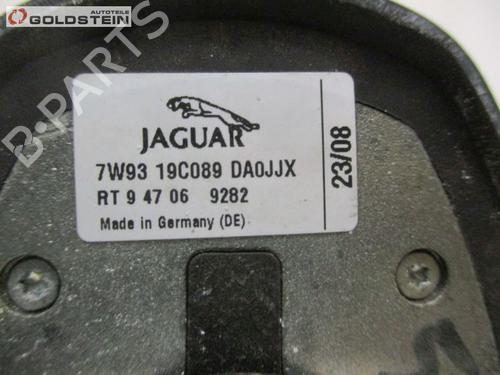 AUTOTEILE
GOLDSTEIN
B-PARTS
JAGUAR
7W93 19C089 DA0JJX
RT 9 47 06 9282
Made in Germany (DE)
23/08